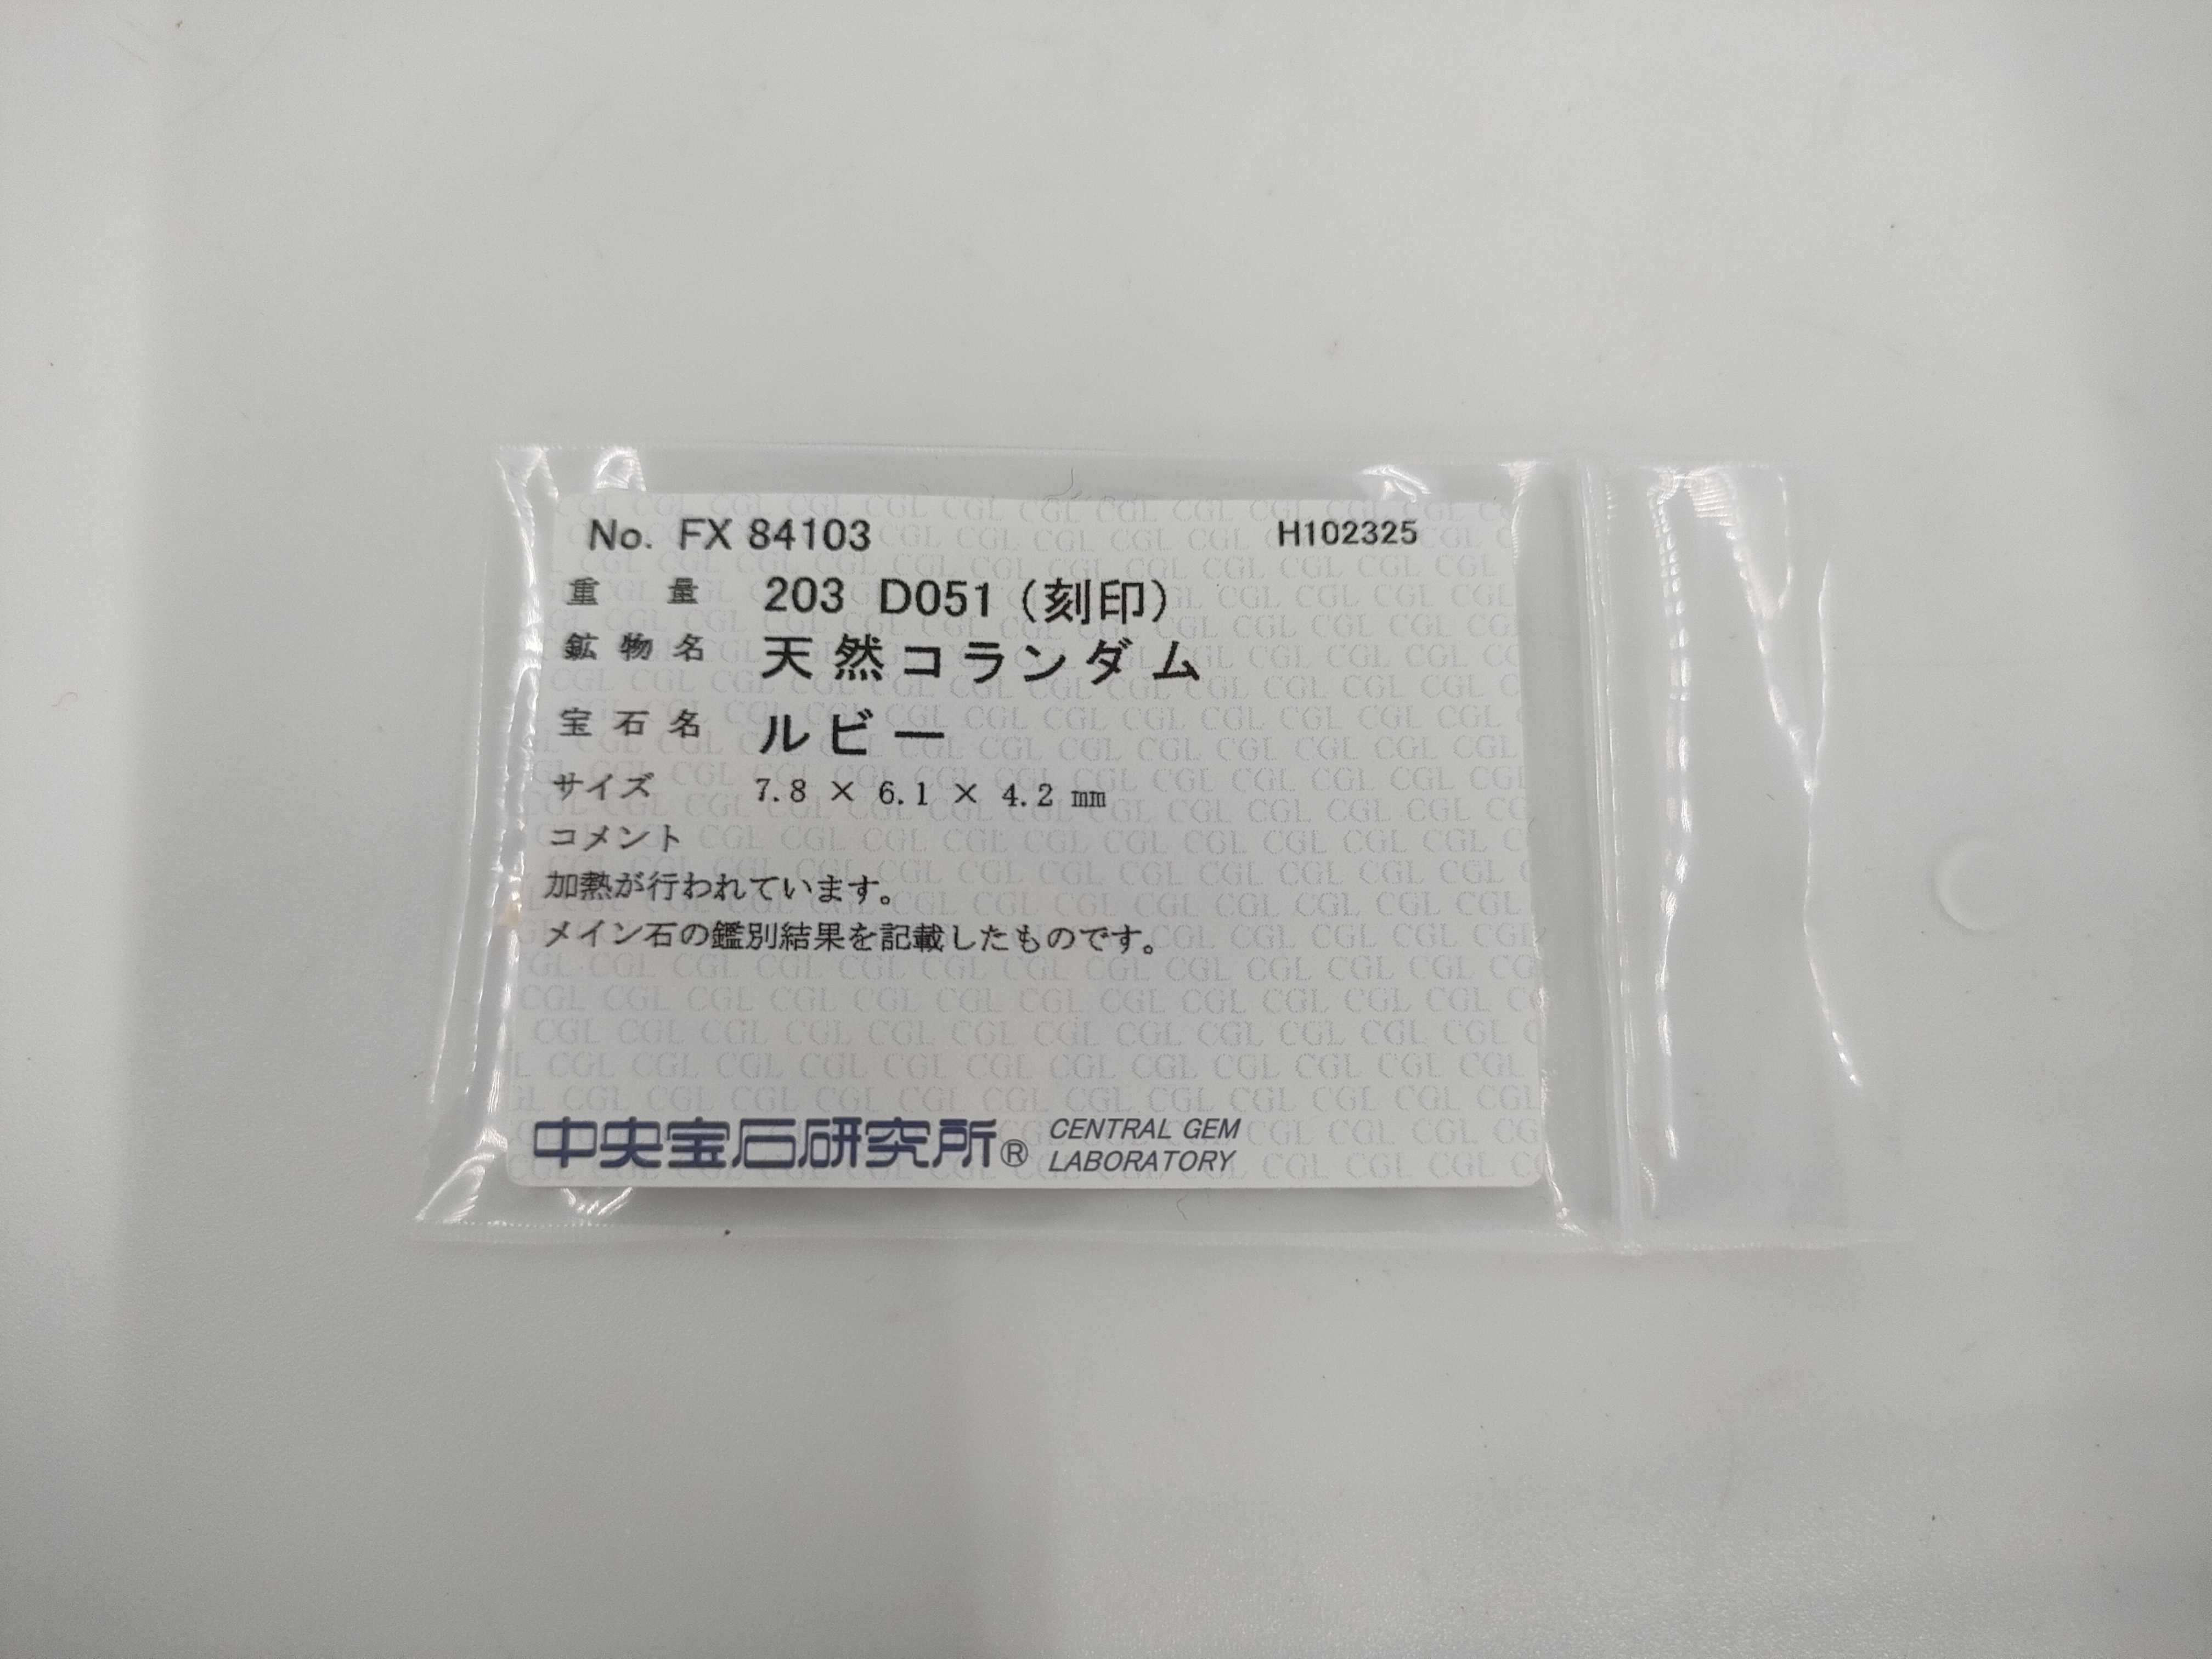 No. FX 84103 H102325
重量 203 D051（刻印）
鉱物名 天然コランダム
宝石名 ルビー
サイズ 7.8 × 6.1 × 4.2 ㎜
コメント
加熱が行われています。
メイン石の鑑別結果を記載したものです。
中央宝石研究所® CENTRAL GEM
LABORATORY